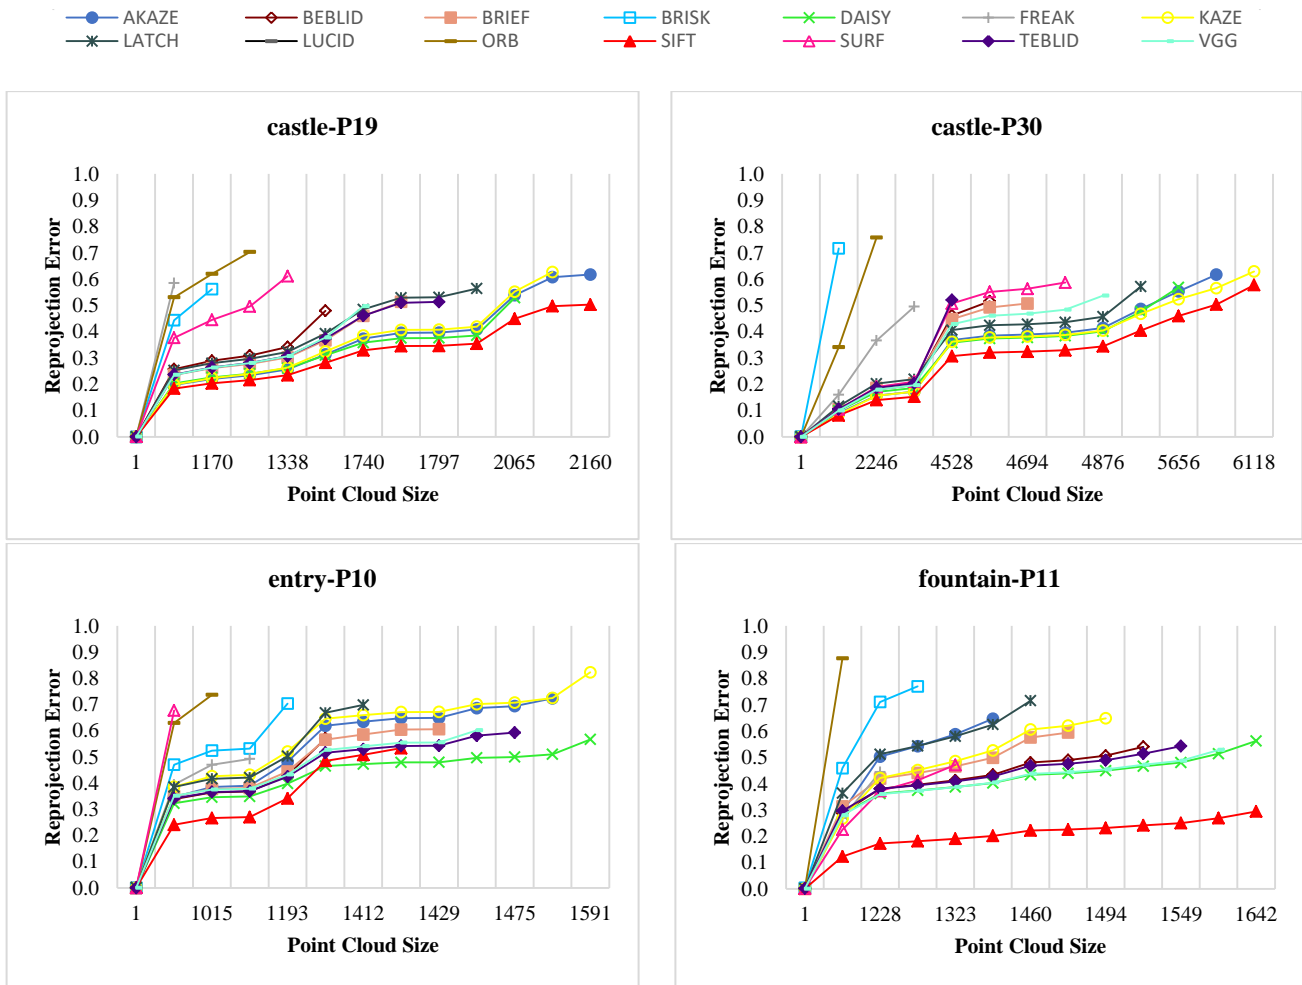 AKAZE BEBLID BRIEF BRISK DAISY FREAK KAZE
LATCH LUCID ORB SIFT SURF TEBLID VGG
castle-P19
1.0
0.9
0.8
0.7
0.6
0.5
0.4
0.3
0.2
0.1
0.0
Reprojection Error
1 1170 1338 1740 1797 2065 2160
Point Cloud Size
castle-P30
1.0
0.9
0.8
0.7
0.6
0.5
0.4
0.3
0.2
0.1
0.0
Reprojection Error
1 2246 4528 4694 4876 5656 6118
Point Cloud Size
entry-P10
1.0
0.9
0.8
0.7
0.6
0.5
0.4
0.3
0.2
0.1
0.0
Reprojection Error
1 1015 1193 1412 1429 1475 1591
Point Cloud Size
fountain-P11
1.0
0.9
0.8
0.7
0.6
0.5
0.4
0.3
0.2
0.1
0.0
Reprojection Error
1 1228 1323 1460 1494 1549 1642
Point Cloud Size